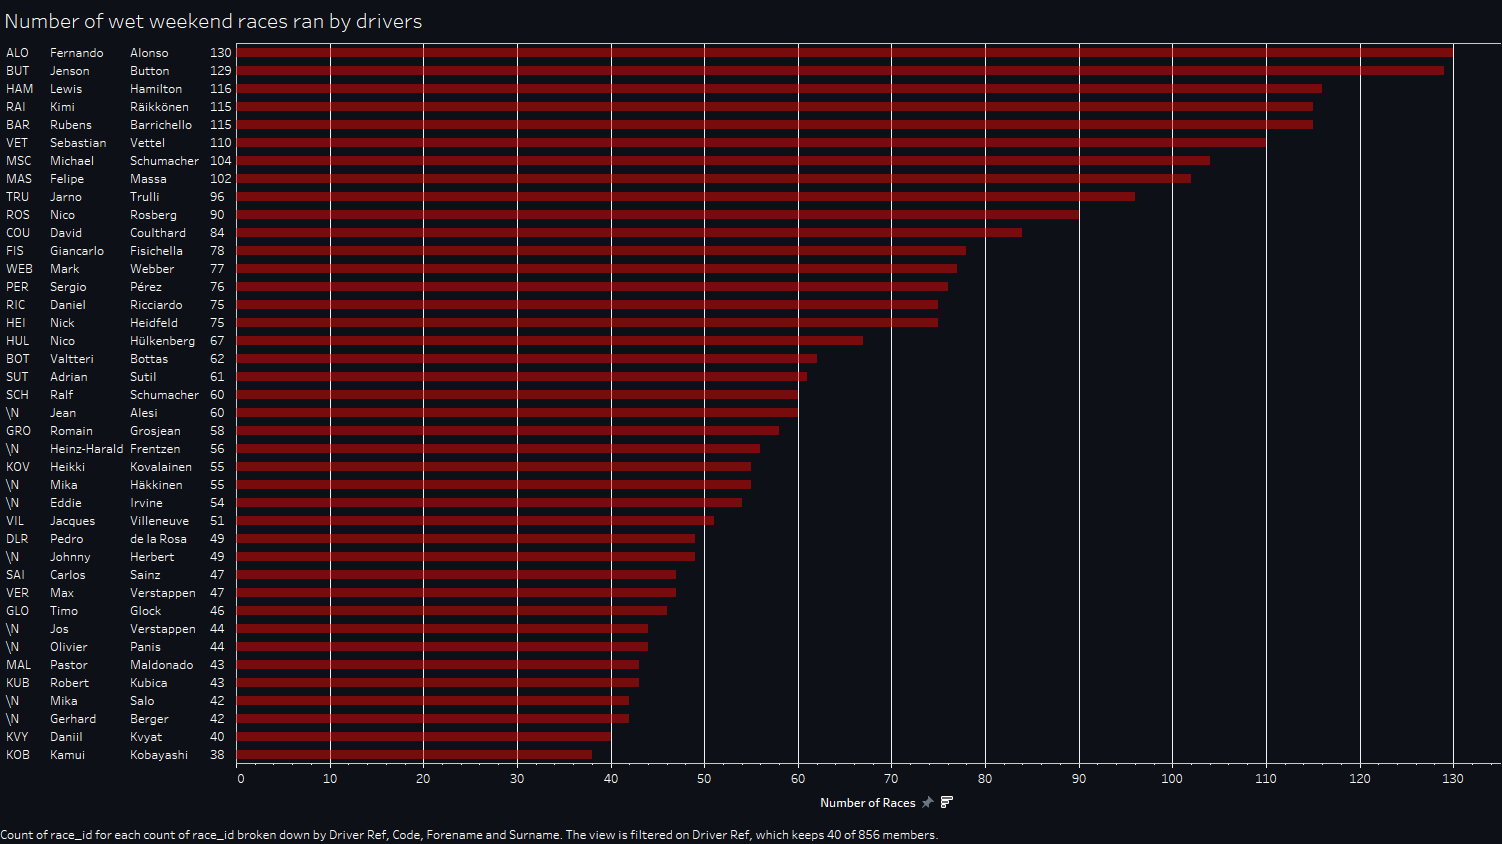 Number of wet weekend races ran by drivers
ALO Fernando Alonso 130
BUT Jenson Button 129
HAM Lewis Hamilton 116
RAI Kimi Räikkönen 115
BAR Rubens Barrichello 115
VET Sebastian Vettel 110
MSC Michael Schumacher 104
MAS Felipe Massa 102
TRU Jarno Trulli 96
ROS Nico Rosberg 90
COU David Coulthard 84
FIS Giancarlo Fisichella 78
WEB Mark Webber 77
PER Sergio Pérez 76
RIC Daniel Ricciardo 75
HEI Nick Heidfeld 75
HUL Nico Hülkenberg 67
BOT Valtteri Bottas 62
SUT Adrian Sutil 61
SCH Ralf Schumacher 60
\N Jean Alesi 60
GRO Romain Grosjean 58
\N Heinz-Harald Frentzen 56
KOV Heikki Kovalainen 55
\N Mika Häkkinen 55
\N Eddie Irvine 54
VIL Jacques Villeneuve 51
DLR Pedro de la Rosa 49
\N Johnny Herbert 49
SAI Carlos Sainz 47
VER Max Verstappen 47
GLO Timo Glock 46
\N Jos Verstappen 44
\N Olivier Panis 44
MAL Pastor Maldonado 43
KUB Robert Kubica 43
\N Mika Salo 42
\N Gerhard Berger 42
KVY Daniil Kvyat 40
KOB Kamui Kobayashi 38
0 10 20 30 40 50 60 70 80 90 100 110 120 130
Number of Races
Count of race_id for each count of race_id broken down by Driver Ref, Code, Forename and Surname. The view is filtered on Driver Ref, which keeps 40 of 856 members.